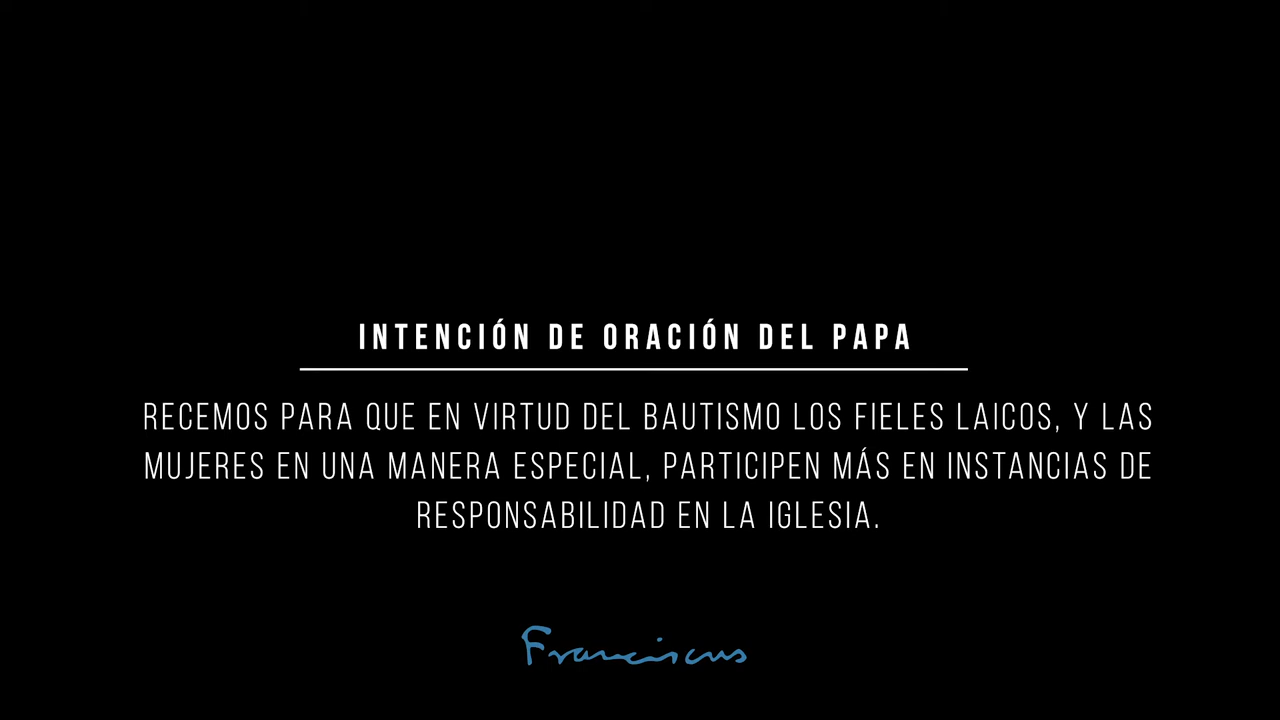 INTENCIÓN DE ORACIÓN DEL PAPA
RECEMOS PARA QUE EN VIRTUD DEL BAUTISMO LOS FIELES LAICOS, Y LAS
MUJERES EN UNA MANERA ESPECIAL, PARTICIPEN MÁS EN INSTANCIAS DE
RESPONSABILIDAD EN LA IGLESIA.
Franciscus